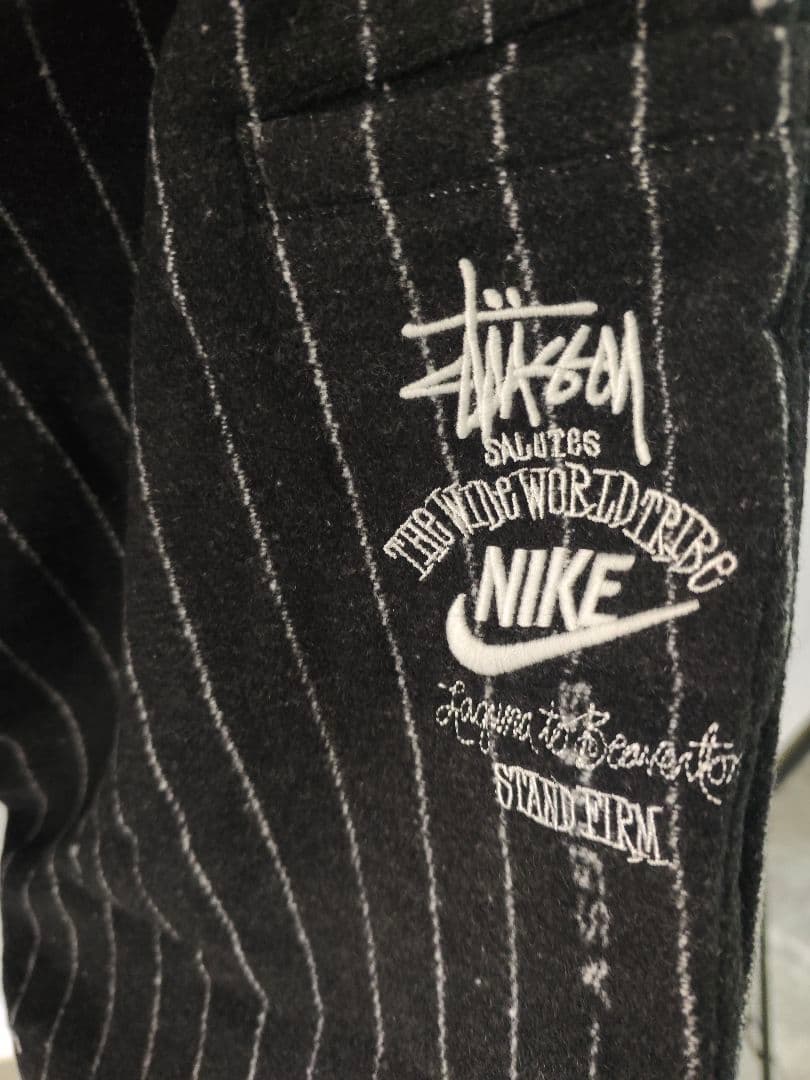 Stüssy
SALUTES
THE WIDE WORLD TRIBE
NIKE
Laguna to Beaverton
STAND FIRM